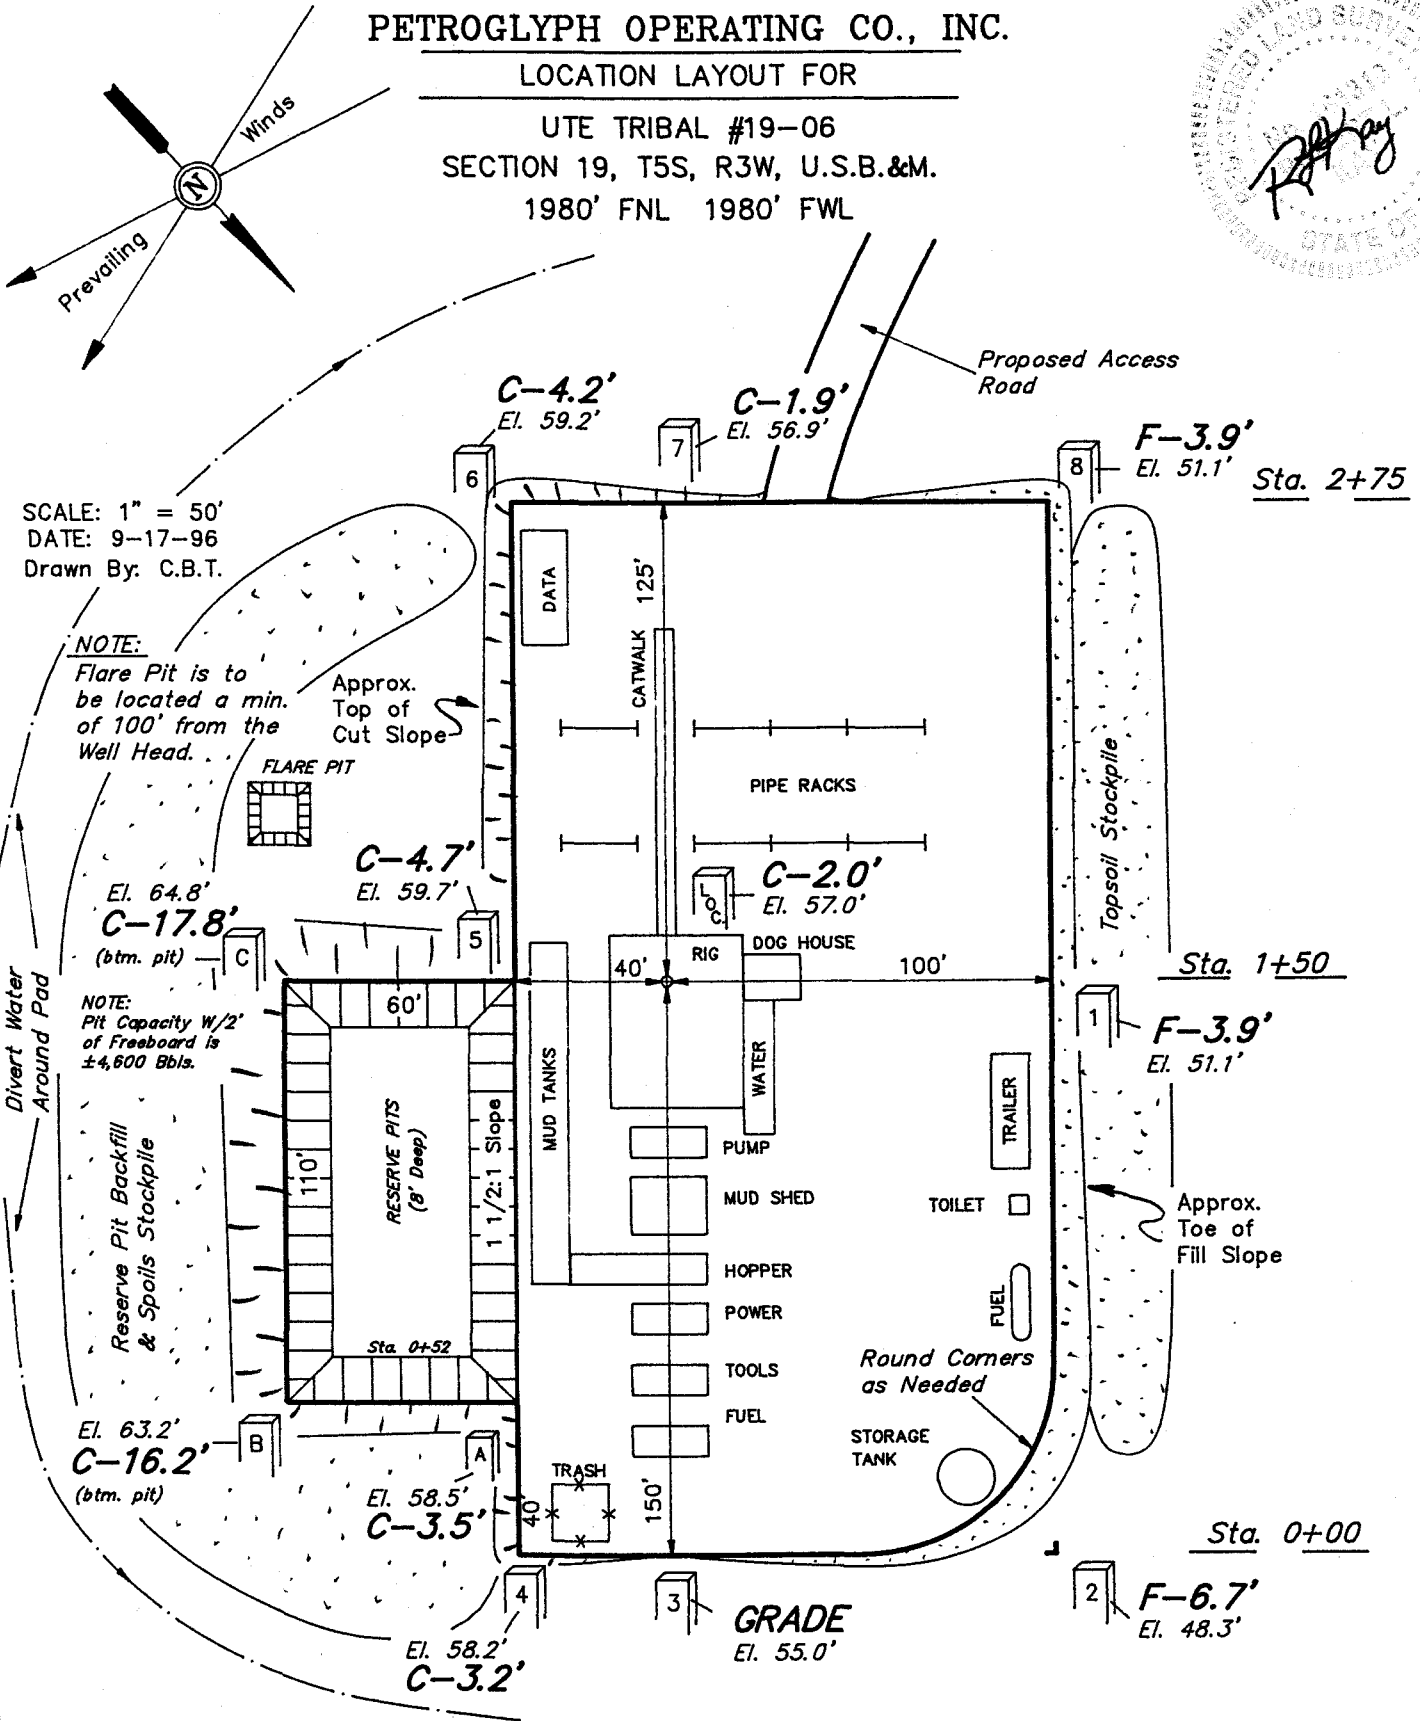 PETROGLYPH OPERATING CO., INC.
LOCATION LAYOUT FOR
UTE TRIBAL #19-06
SECTION 19, T5S, R3W, U.S.B.&M.
1980' FNL 1980' FWL
REGISTERED LAND SURVE
STATE OF
Winds
N
Prevailing
Proposed Access
Road
C-4.2'
El. 59.2'
6
C-1.9'
El. 56.9'
7
F-3.9'
El. 51.1'
8
Sta. 2+75
SCALE: 1" = 50'
DATE: 9-17-96
Drawn By: C.B.T.
NOTE:
Flare Pit is to
be located a min.
of 100' from the
Well Head.
FLARE PIT
Approx.
Top of
Cut Slope
DATA
125'
CATWALK
PIPE RACKS
Topsoil Stockpile
C-4.7'
El. 59.7'
5
LOC.
C-2.0'
El. 57.0'
El. 64.8'
C-17.8'
(btm. pit)
C
RIG
DOG HOUSE
40'
100'
Sta. 1+50
60'
NOTE:
Pit Capacity W/2'
of Freeboard is
±4,600 Bbls.
Divert Water
Around Pad
1
F-3.9'
El. 51.1'
MUD TANKS
WATER
TRAILER
RESERVE PITS
(8' Deep)
1 1/2:1 Slope
110'
Reserve Pit Backfill
& Spoils Stockpile
PUMP
MUD SHED
TOILET
Approx.
Toe of
Fill Slope
HOPPER
POWER
FUEL
Sta. 0+52
TOOLS
Round Corners
as Needed
FUEL
STORAGE
TANK
El. 63.2'
C-16.2'
(btm. pit)
B
A
El. 58.5'
C-3.5'
TRASH
40'
150'
Sta. 0+00
4
El. 58.2'
C-3.2'
3
GRADE
El. 55.0'
2
F-6.7'
El. 48.3'